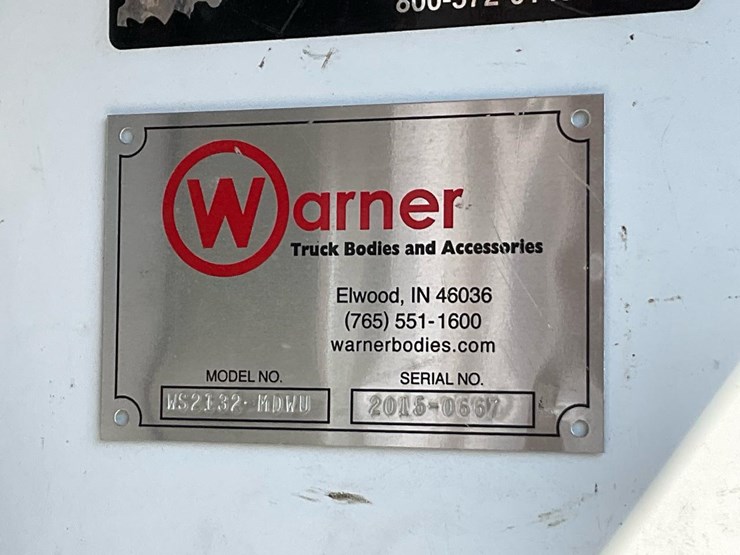 Warner
Truck Bodies and Accessories
Elwood, IN 46036
(765) 551-1600
warnerbodies.com
MODEL NO.
SERIAL NO.
WS2132-MDWU
2015-0667